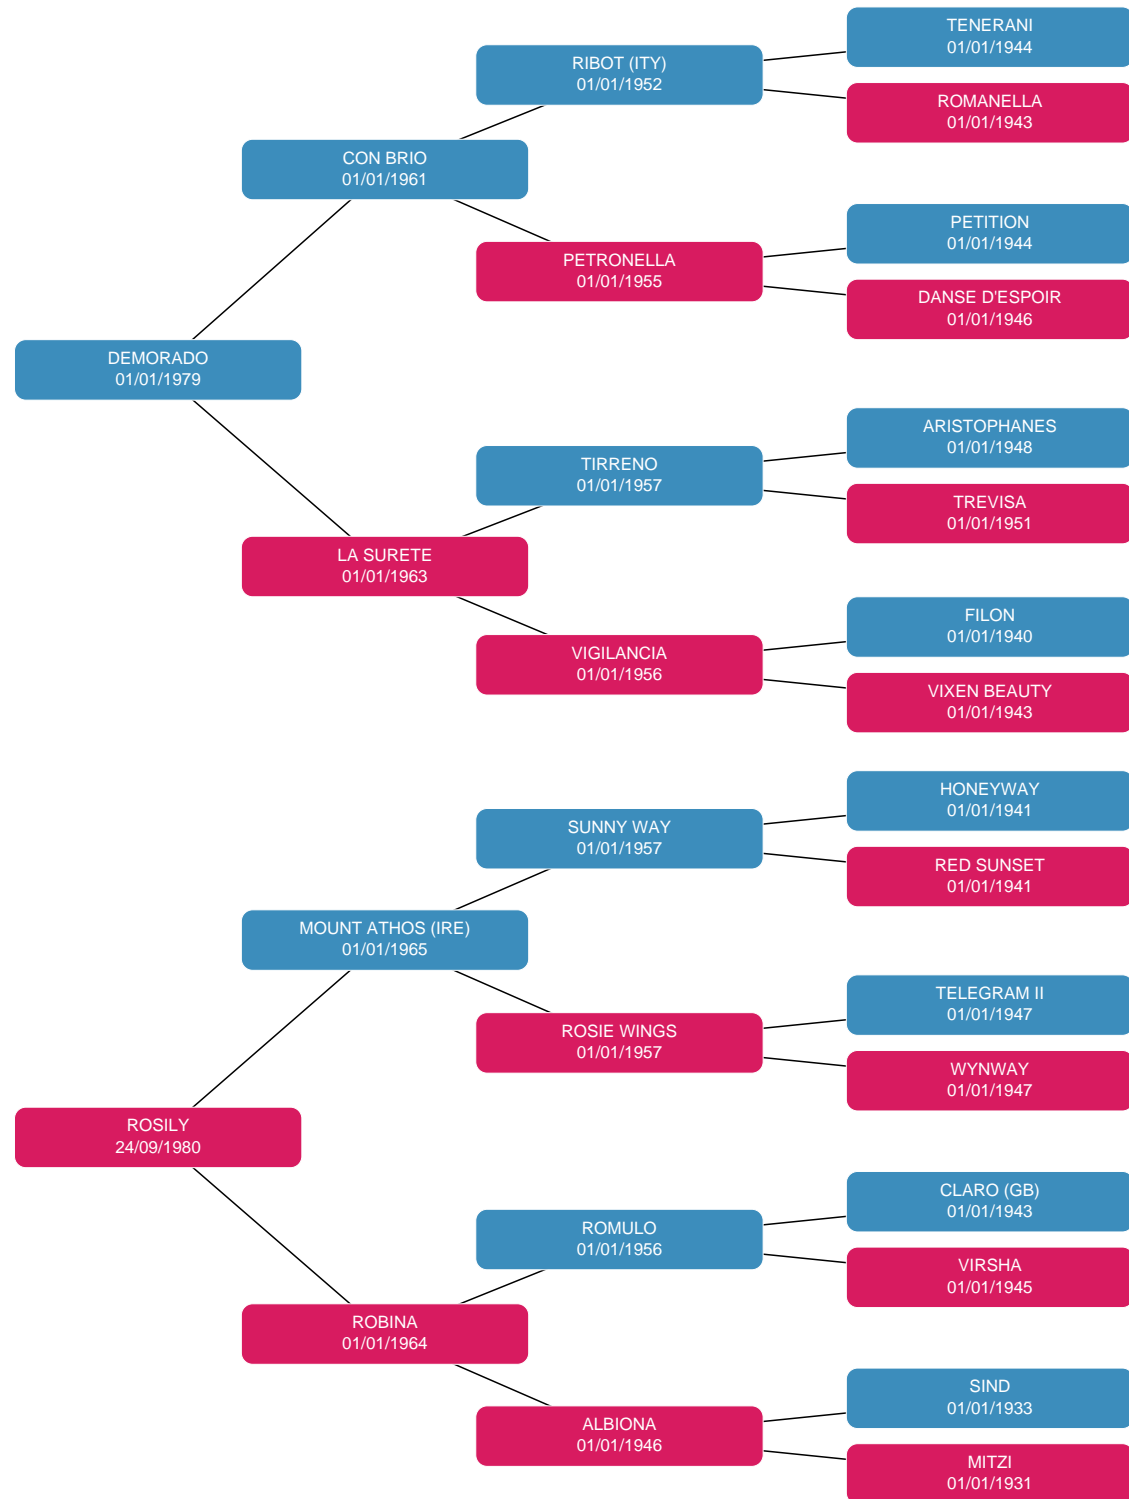 TENERANI
01/01/1944
RIBOT (ITY)
01/01/1952
ROMANELLA
01/01/1943
CON BRIO
01/01/1961
PETITION
01/01/1944
PETRONELLA
01/01/1955
DANSE D'ESPOIR
01/01/1946
DEMORADO
01/01/1979
ARISTOPHANES
01/01/1948
TIRRENO
01/01/1957
TREVISA
01/01/1951
LA SURETE
01/01/1963
FILON
01/01/1940
VIGILANCIA
01/01/1956
VIXEN BEAUTY
01/01/1943
HONEYWAY
01/01/1941
SUNNY WAY
01/01/1957
RED SUNSET
01/01/1941
MOUNT ATHOS (IRE)
01/01/1965
TELEGRAM II
01/01/1947
ROSIE WINGS
01/01/1957
WYNWAY
01/01/1947
ROSILY
24/09/1980
CLARO (GB)
01/01/1943
ROMULO
01/01/1956
VIRSHA
01/01/1945
ROBINA
01/01/1964
SIND
01/01/1933
ALBIONA
01/01/1946
MITZI
01/01/1931